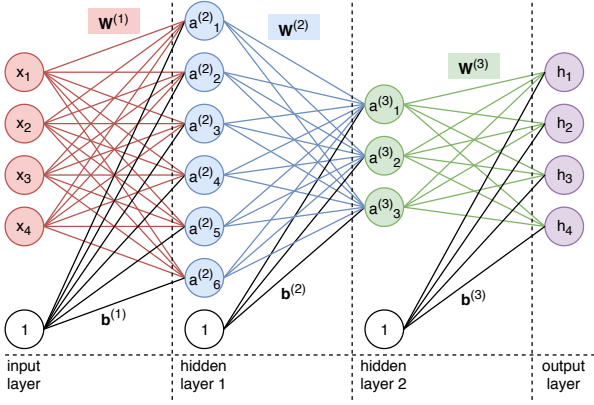 W(1)
W(2)
W(3)
x1
x2
x3
x4
1
a(2)1
a(2)2
a(2)3
a(2)4
a(2)5
a(2)6
1
a(3)1
a(3)2
a(3)3
1
h1
h2
h3
h4
b(1)
b(2)
b(3)
input
layer
hidden
layer 1
hidden
layer 2
output
layer